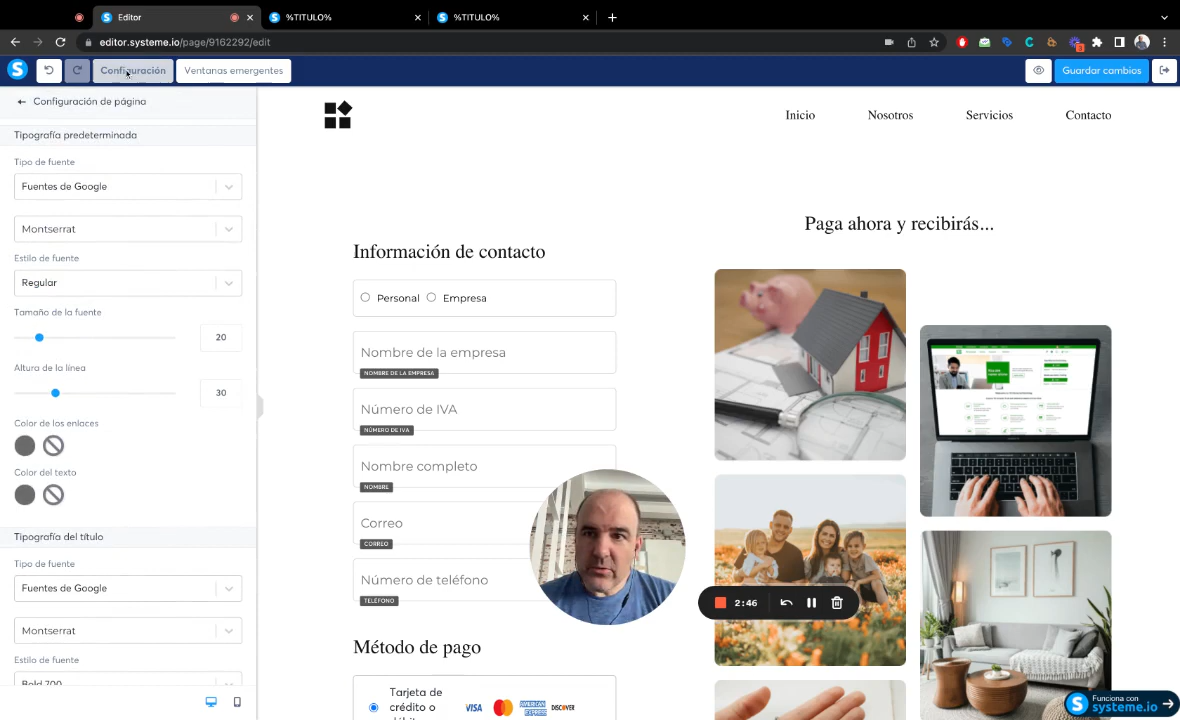 Editor
%TITULO%
%TITULO%
editor.systeme.io/page/9162292/edit
S
Configuración
Ventanas emergentes
Guardar cambios
Configuración de página
Tipografía predeterminada
Tipo de fuente
Fuentes de Google
Montserrat
Estilo de fuente
Regular
Tamaño de la fuente
20
Altura de la línea
30
Color de los enlaces
Color del texto
Tipografía del título
Tipo de fuente
Fuentes de Google
Montserrat
Estilo de fuente
Bold 700
Inicio
Nosotros
Servicios
Contacto
Información de contacto
Personal
Empresa
Nombre de la empresa
NOMBRE DE LA EMPRESA
Número de IVA
NÚMERO DE IVA
Nombre completo
NOMBRE
Correo
CORREO
Número de teléfono
TELÉFONO
Método de pago
Tarjeta de
crédito o
débito
VISA
AMERICAN EXPRESS
DISCOVER
Paga ahora y recibirás...
2:46
Funciona con
systeme.io